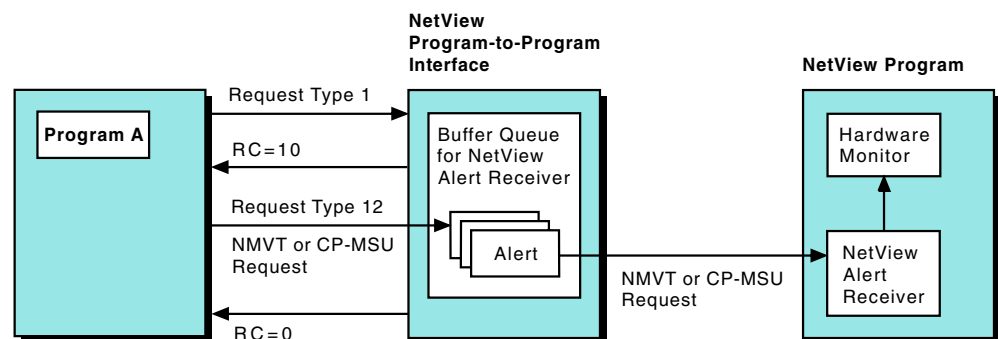 NetView
Program-to-Program
Interface
NetView Program
Program A
Request Type 1
RC=10
Request Type 12
NMVT or CP-MSU
Request
RC=0
Buffer Queue
for NetView
Alert Receiver
Alert
NMVT or CP-MSU
Request
Hardware
Monitor
NetView
Alert
Receiver